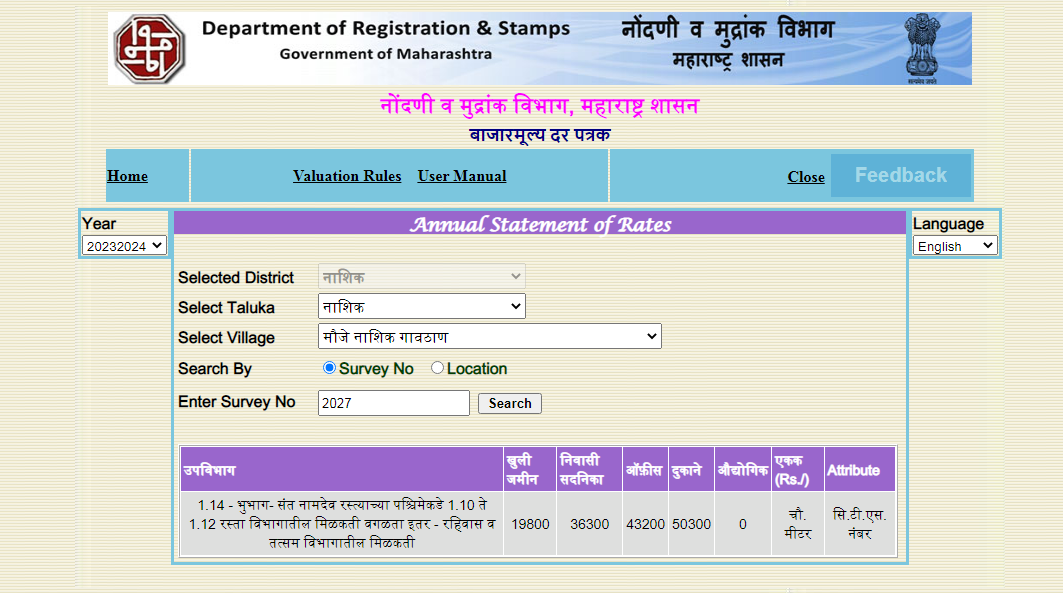 Department of Registration & Stamps
Government of Maharashtra
नोंदणी व मुद्रांक विभाग
महाराष्ट्र शासन
नोंदणी व मुद्रांक विभाग, महाराष्ट्र शासन
बाजारमूल्य दर पत्रक
Home Valuation Rules User Manual Close Feedback
Year
20232024
Annual Statement of Rates
Language
English
Selected District नाशिक
Select Taluka नाशिक
Select Village मौजे नाशिक गावठाण
Search By Survey No Location
Enter Survey No 2027 Search
उपविभाग खुली जमीन निवासी सदनिका ऑफ़ीस दुकाने औद्योगिक एकक (Rs./) Attribute
1.14 - भुभाग- संत नामदेव रस्त्याच्या पश्चिमेकडे 1.10 ते
1.12 रस्ता विभागातील मिळकती वगळता इतर - रहिवास व
तत्सम विभागातील मिळकती
19800 36300 43200 50300 0 चौ. मीटर सि.टी.एस. नंबर